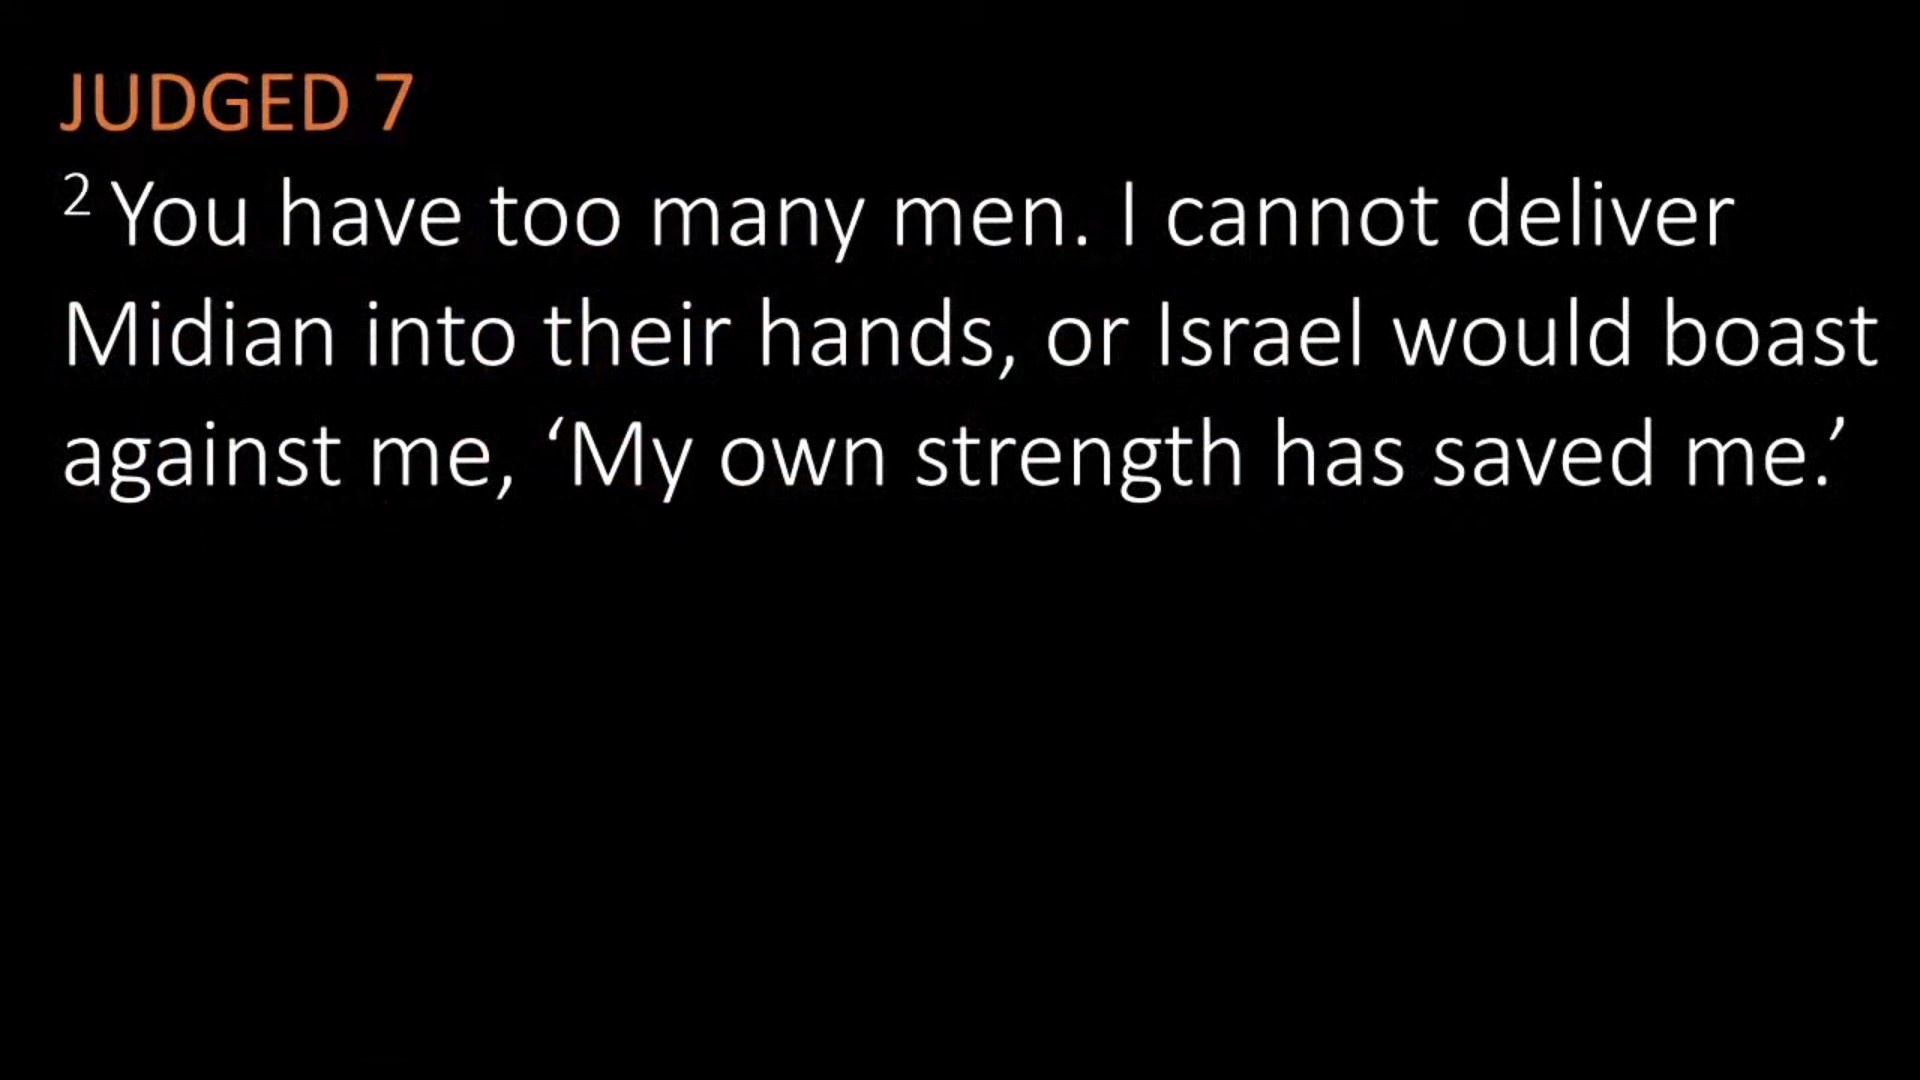 JUDGED 7
2 You have too many men. I cannot deliver
Midian into their hands, or Israel would boast
against me, ‘My own strength has saved me.’